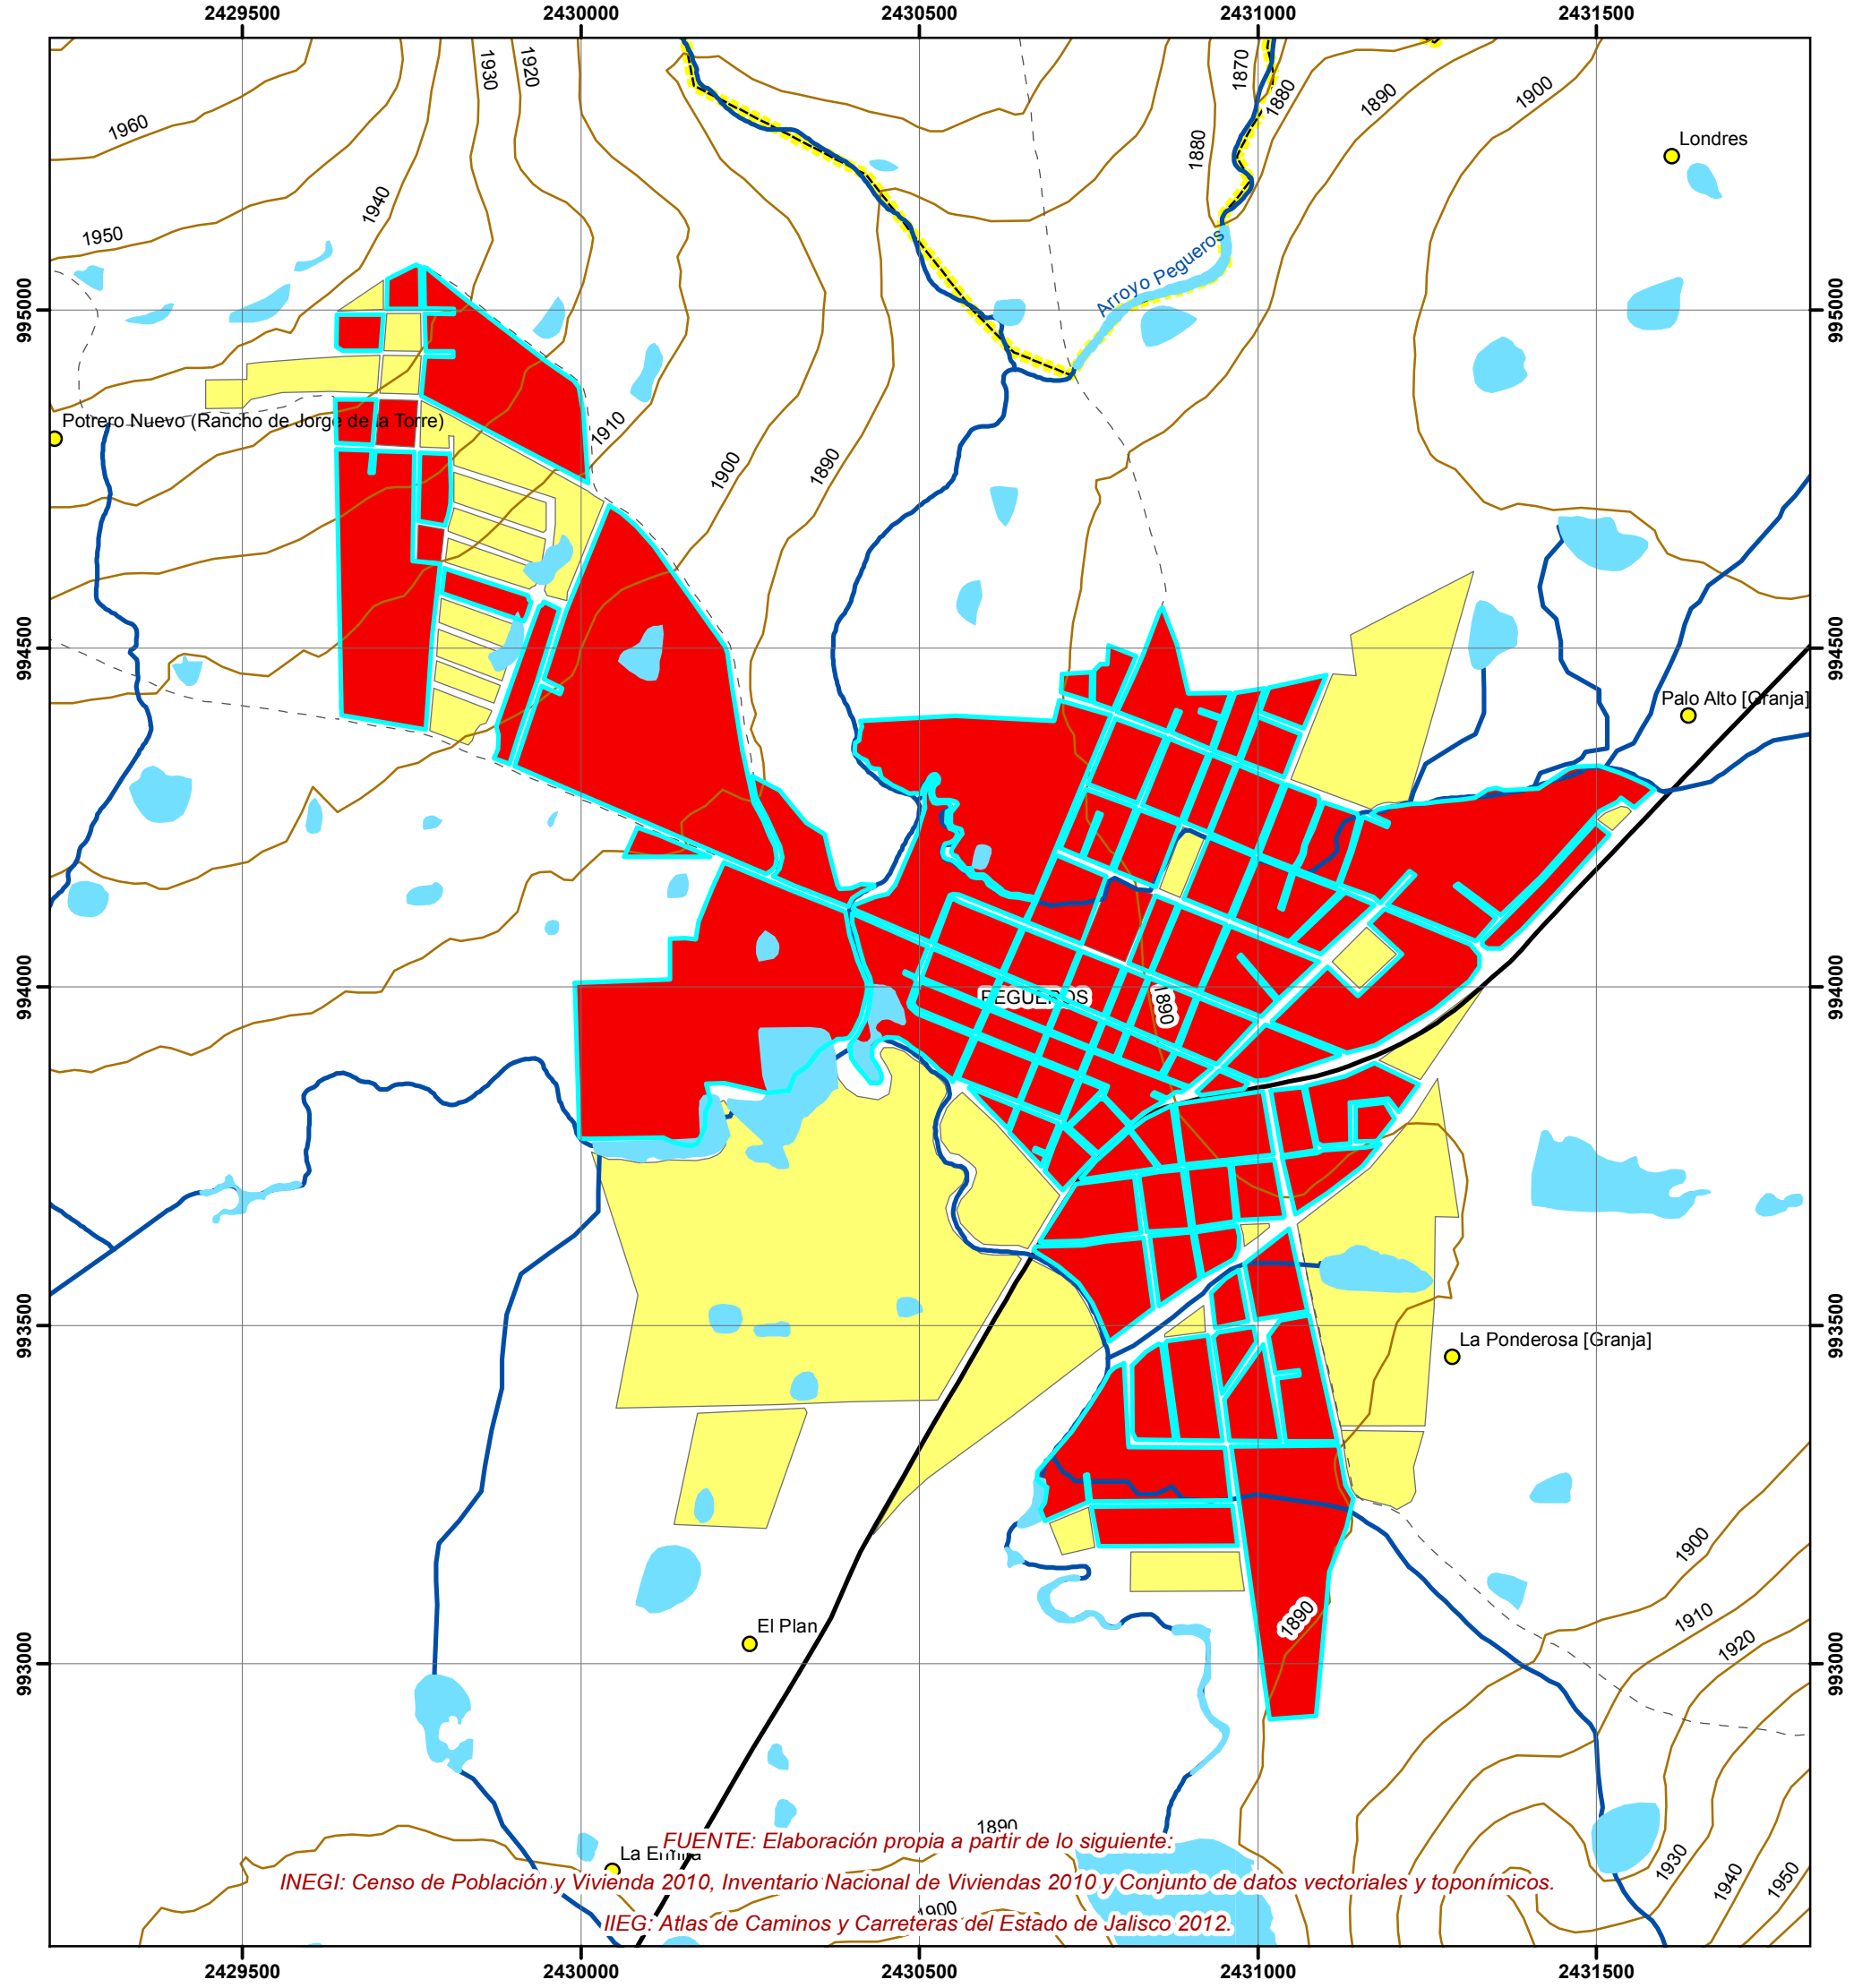 2429500 2430000 2430500 2431000 2431500
1930 1920 1870 1880 1890 1900
1960
1880
Londres
1940
1950
Arroyo Pegueros
995000 995000
1910
Potrero Nuevo (Rancho de Jorge de la Torre)
1900 1890
994500 994500
Palo Alto [Granja]
994000 994000
PEGUEROS
1890
993500 993500
La Ponderosa [Granja]
1900
1910
El Plan
1890
1920
993000 993000
1890
FUENTE: Elaboración propia a partir de lo siguiente:
La Ermita
1930 1940 1950
INEGI: Censo de Población y Vivienda 2010, Inventario Nacional de Viviendas 2010 y Conjunto de datos vectoriales y toponímicos.
1900
IIEG: Atlas de Caminos y Carreteras del Estado de Jalisco 2012.
2429500 2430000 2430500 2431000 2431500